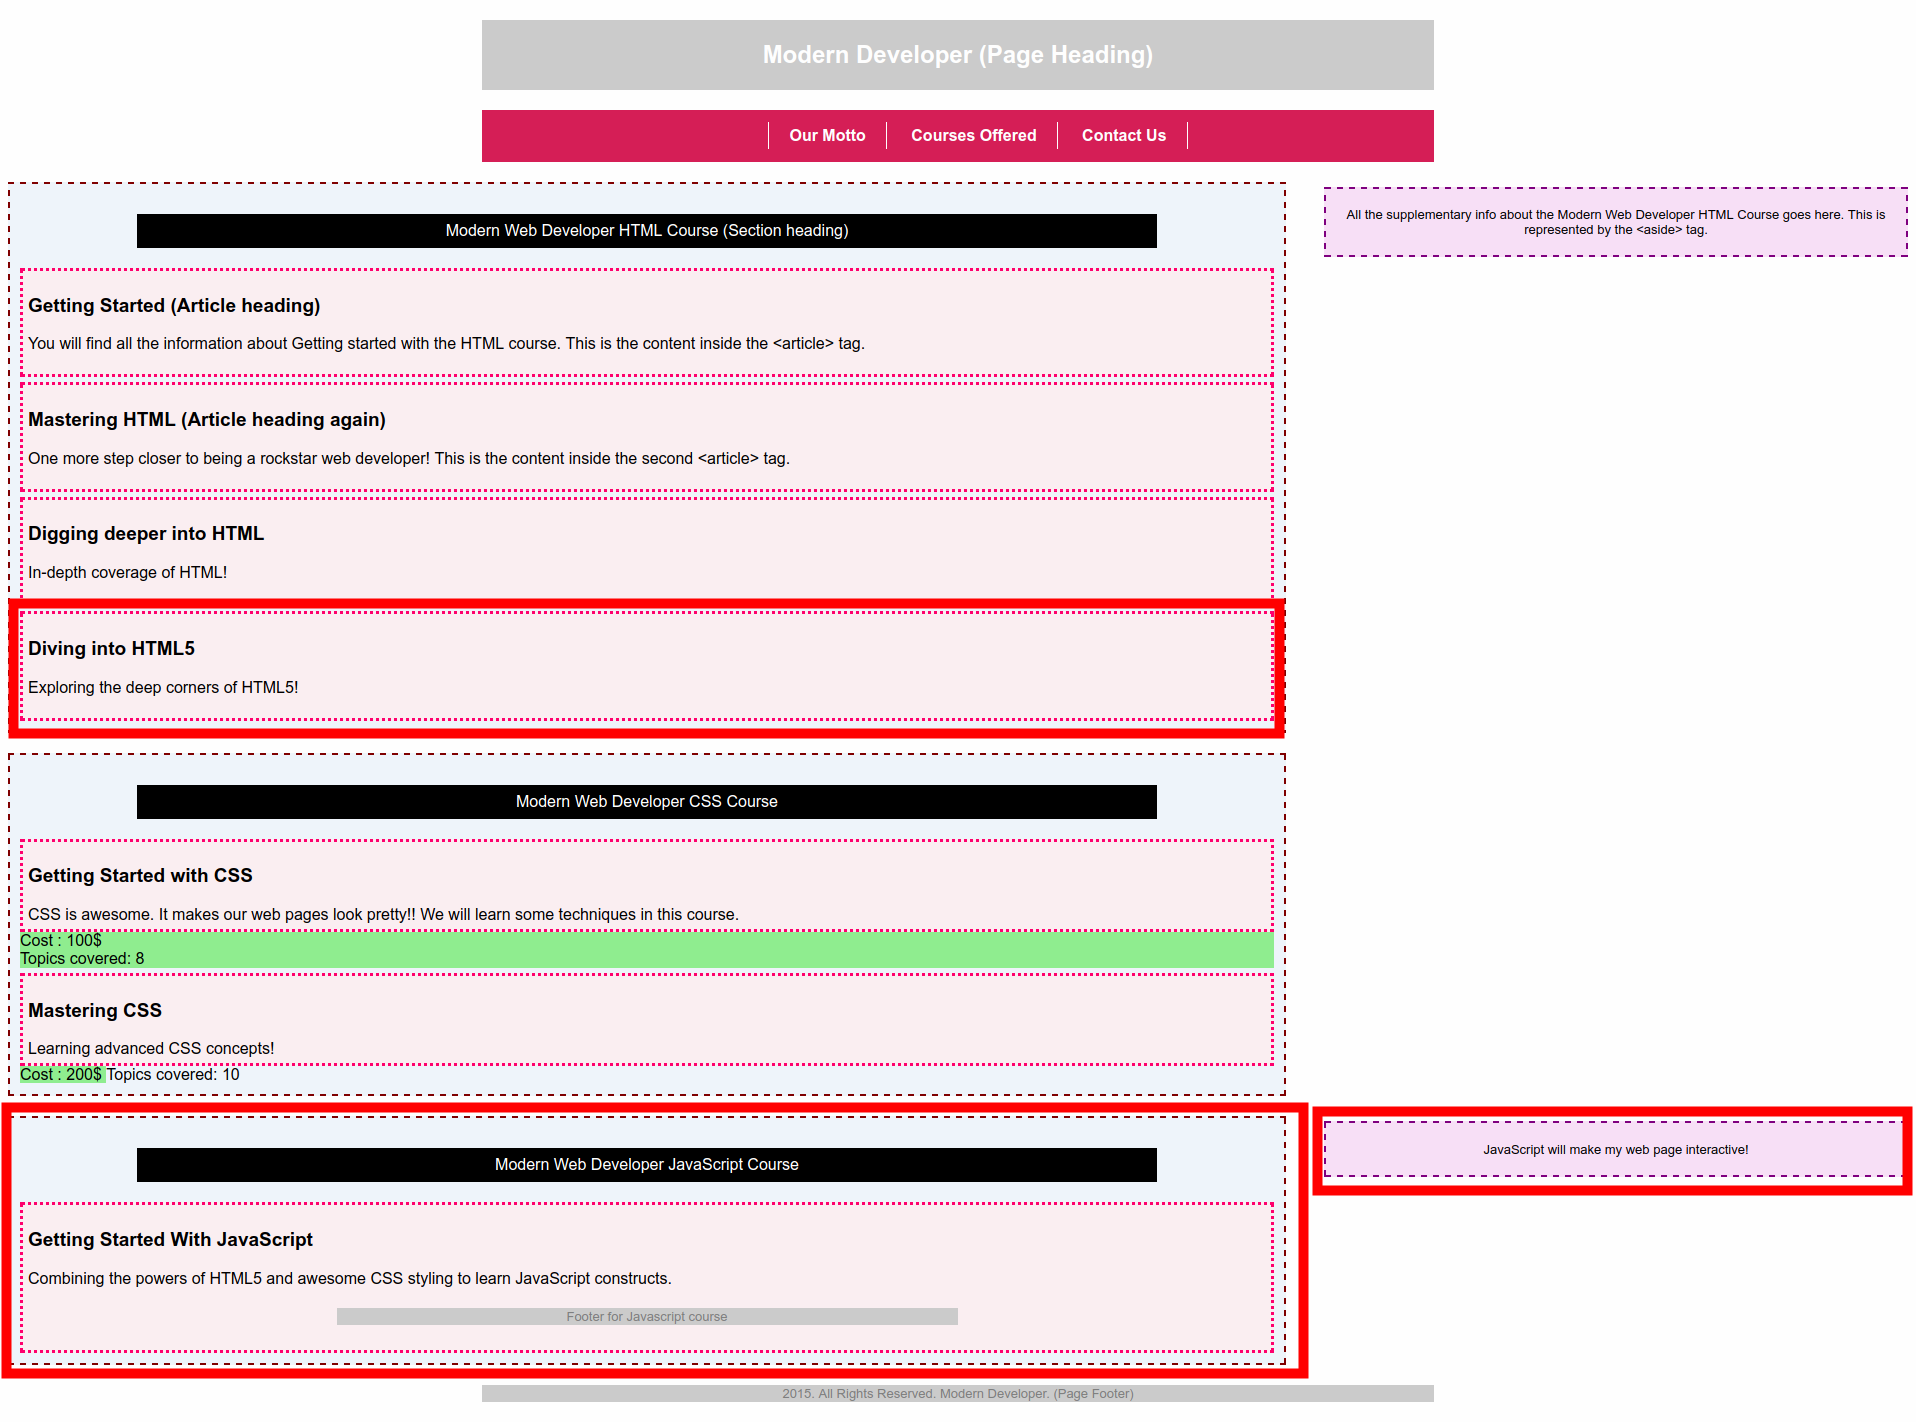 Modern Developer (Page Heading)
Our Motto
Courses Offered
Contact Us
Modern Web Developer HTML Course (Section heading)
Getting Started (Article heading)
You will find all the information about Getting started with the HTML course. This is the content inside the <article> tag.
Mastering HTML (Article heading again)
One more step closer to being a rockstar web developer! This is the content inside the second <article> tag.
Digging deeper into HTML
In-depth coverage of HTML!
Diving into HTML5
Exploring the deep corners of HTML5!
All the supplementary info about the Modern Web Developer HTML Course goes here. This is
represented by the <aside> tag.
Modern Web Developer CSS Course
Getting Started with CSS
CSS is awesome. It makes our web pages look pretty!! We will learn some techniques in this course.
Cost : 100$
Topics covered: 8
Mastering CSS
Learning advanced CSS concepts!
Cost : 200$ Topics covered: 10
Modern Web Developer JavaScript Course
Getting Started With JavaScript
Combining the powers of HTML5 and awesome CSS styling to learn JavaScript constructs.
Footer for Javascript course
JavaScript will make my web page interactive!
2015. All Rights Reserved. Modern Developer. (Page Footer)